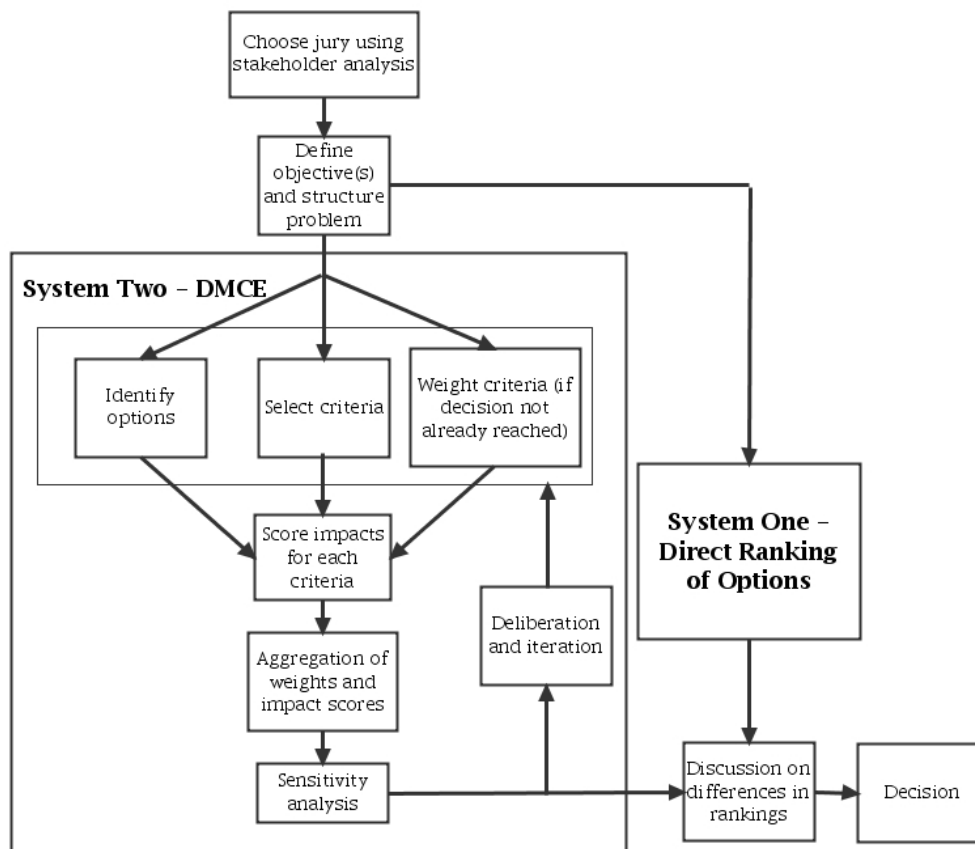 Choose jury using
stakeholder analysis
Define
objective(s)
and structure
problem
System Two – DMCE
Identify
options
Select criteria
Weight criteria (if
decision not
already reached)
Score impacts
for each
criteria
System One –
Direct Ranking
of Options
Deliberation
and iteration
Aggregation of
weights and
impact scores
Sensitivity
analysis
Discussion on
differences in
rankings
Decision